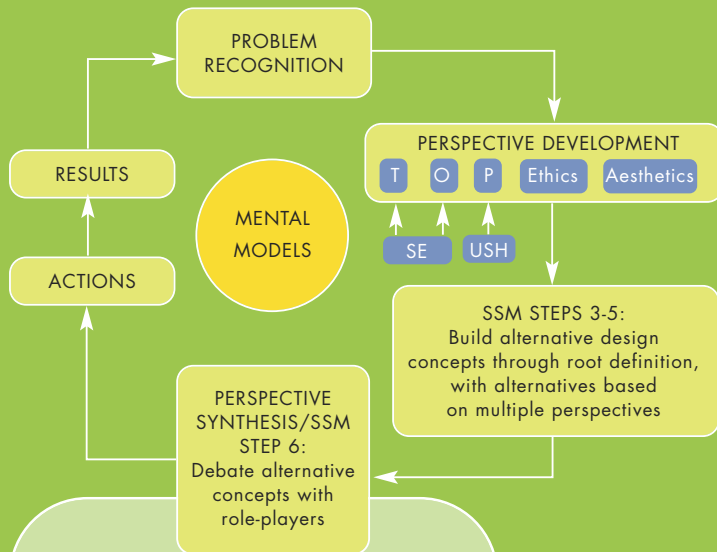 PROBLEM
RECOGNITION
PERSPECTIVE DEVELOPMENT
T O P Ethics Aesthetics
SE USH
SSM STEPS 3-5:
Build alternative design
concepts through root definition,
with alternatives based
on multiple perspectives
PERSPECTIVE
SYNTHESIS/SSM
STEP 6:
Debate alternative
concepts with
role-players
ACTIONS
RESULTS
MENTAL
MODELS